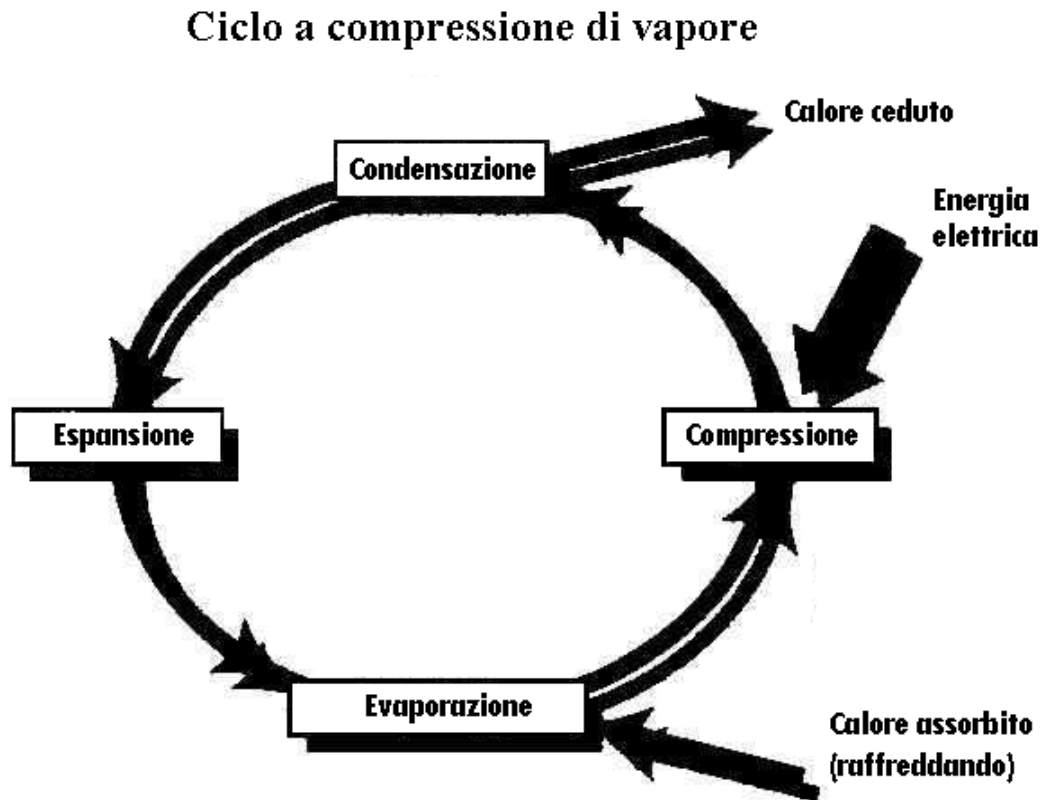 Ciclo a compressione di vapore
Calore ceduto
Condensazione
Energia
elettrica
Espansione
Compressione
Evaporazione
Calore assorbito
(raffreddando)